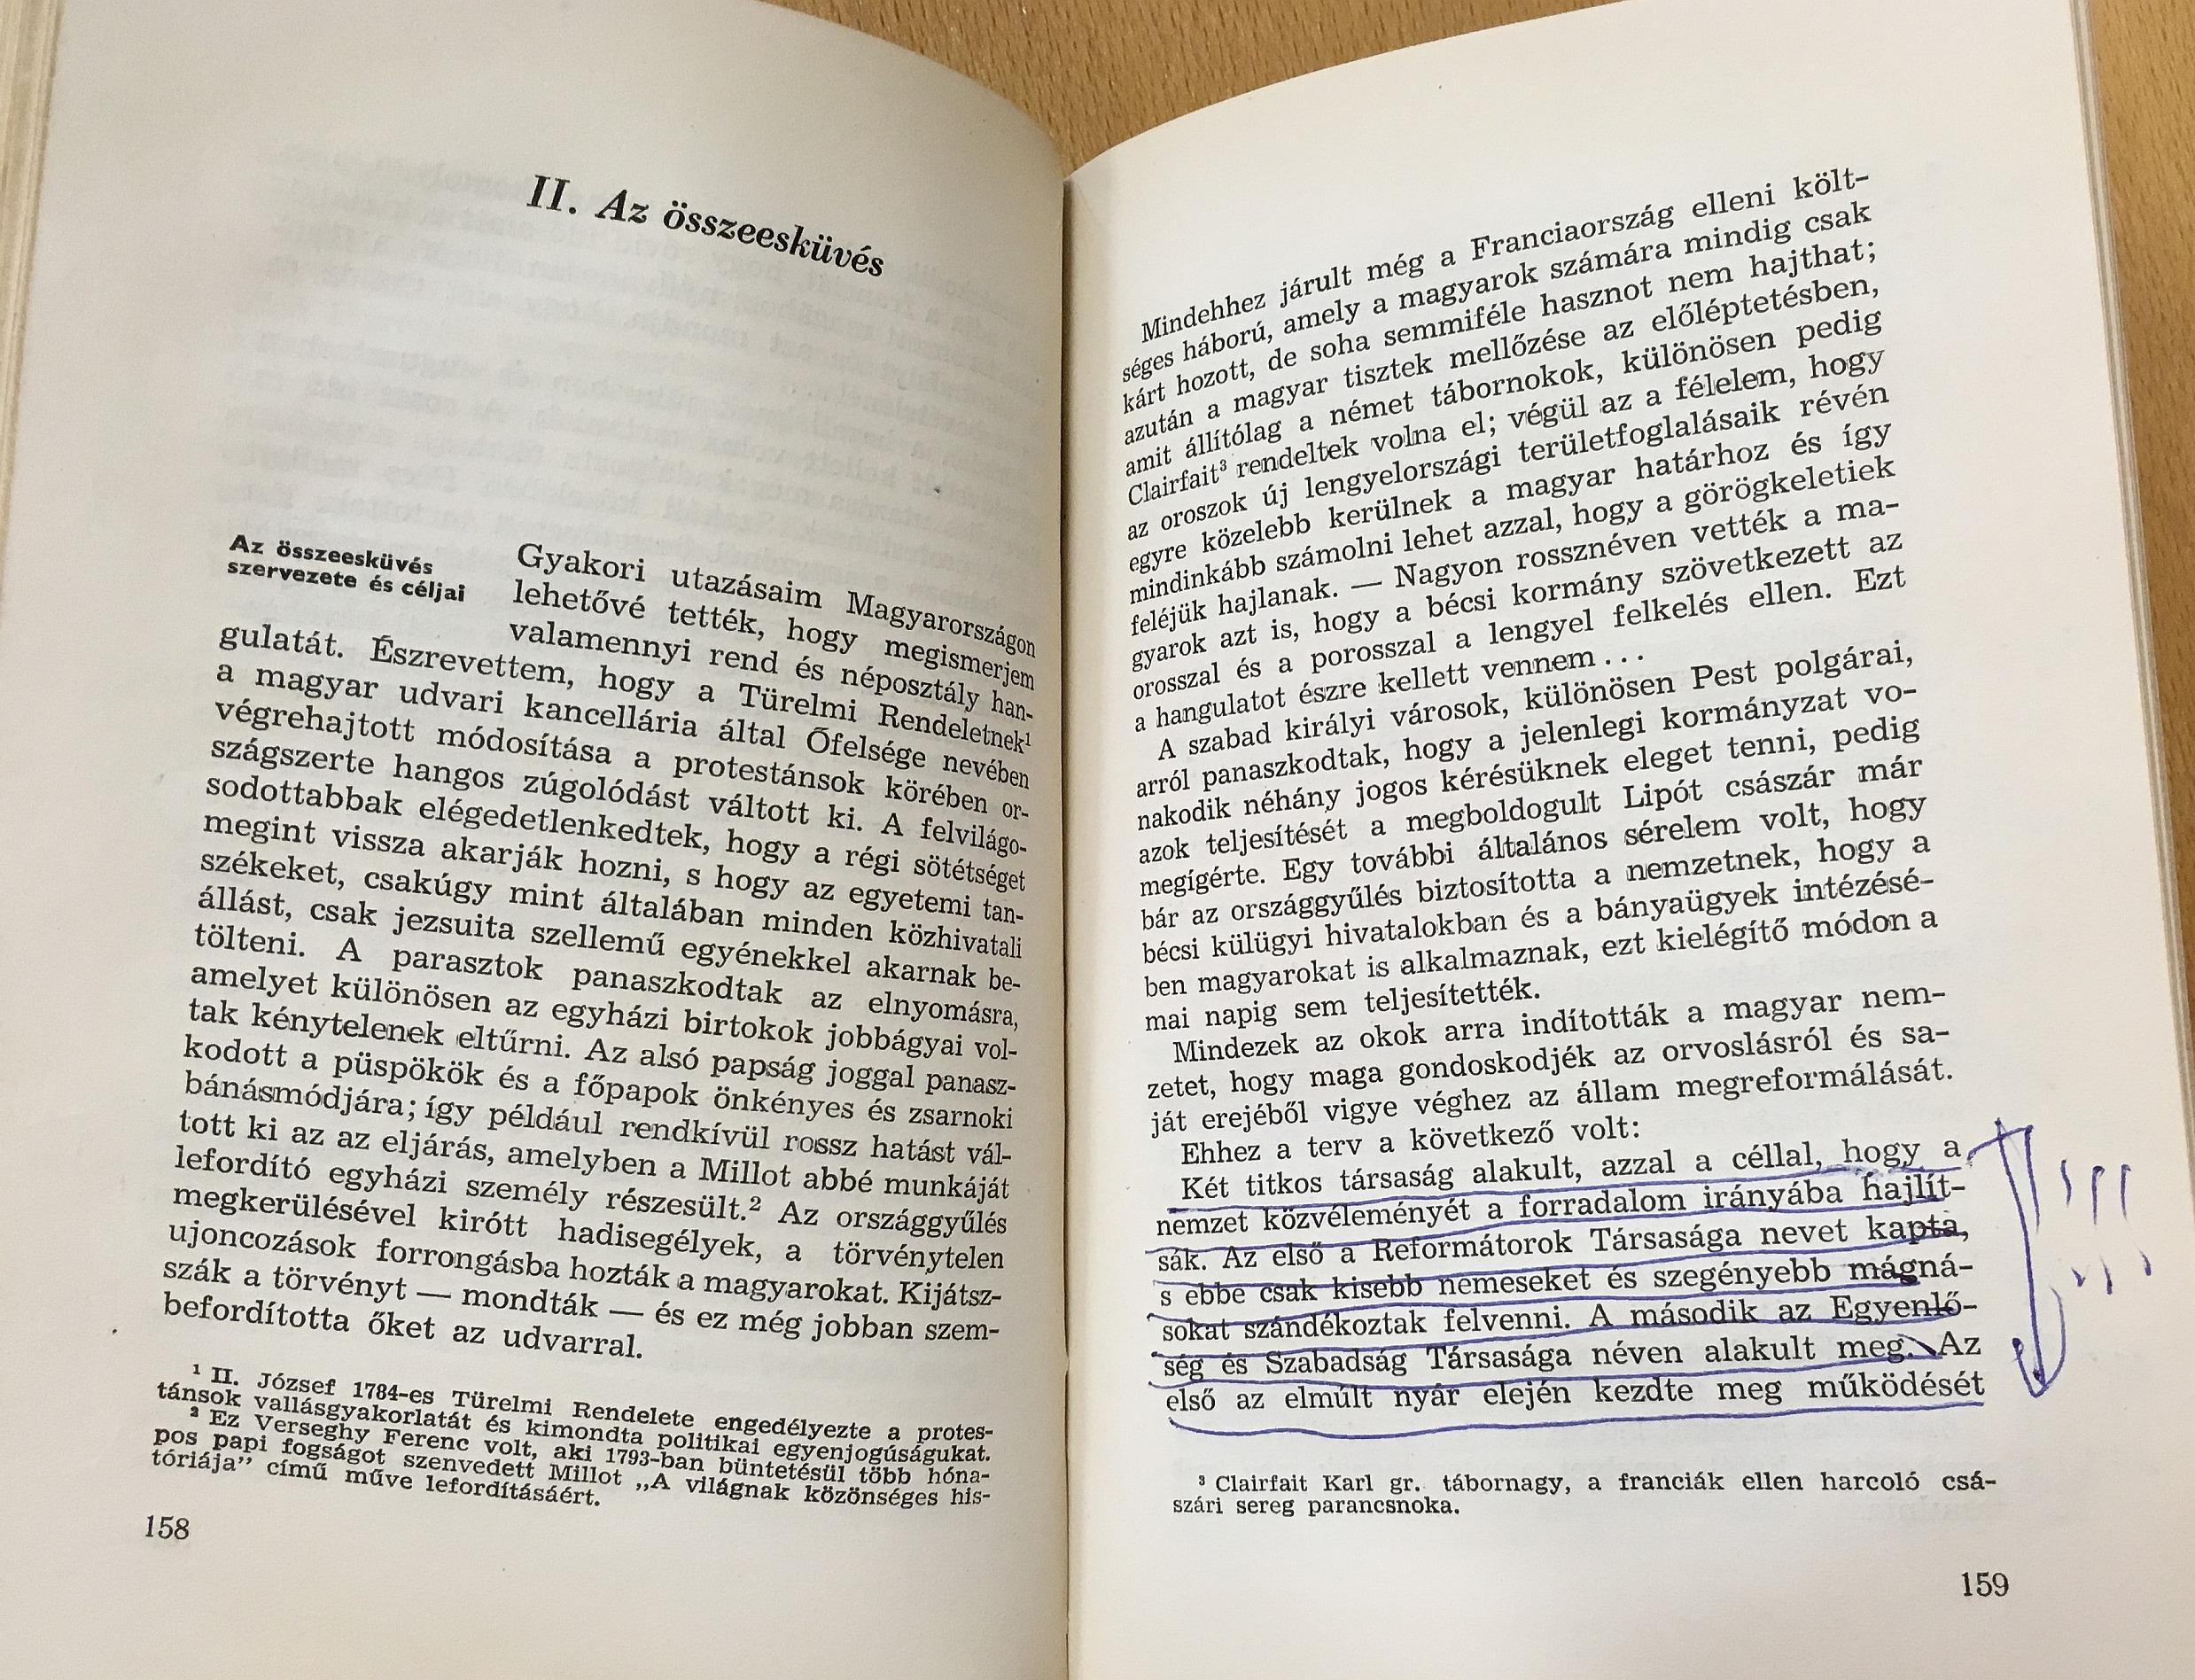 II. Az összeesküvés
Az összeesküvés
szervezete és céljai
Gyakori utazásaim Magyarországon
lehetővé tették, hogy megismerjem
valamennyi rend és néposztály han-
gulatát. Észrevettem, hogy a Türelmi Rendeletnek¹
a magyar udvari kancellária által Őfelsége nevében
végrehajtott módosítása a protestánsok körében or-
szágszerte hangos zúgolódást váltott ki. A felvilágo-
sodottabbak elégedetlenkedtek, hogy a régi sötétséget
megint vissza akarják hozni, s hogy az egyetemi tan-
székeket, csakúgy mint általában minden közhivatali
állást, csak jezsuita szellemű egyénekkel akarnak be-
tölteni. A parasztok panaszkodtak az elnyomásra,
amelyet különösen az egyházi birtokok jobbágyai vol-
tak kénytelenek eltűrni. Az alsó papság joggal panasz-
kodott a püspökök és a főpapok önkényes és zsarnoki
bánásmódjára; így például rendkívül rossz hatást vál-
tott ki az az eljárás, amelyben a Millot abbé munkáját
lefordító egyházi személy részesült.² Az országgyűlés
megkerülésével kirótt hadisegélyek, a törvénytelen
ujoncozások forrongásba hozták a magyarokat. Kijátsz-
szák a törvényt — mondták — és ez még jobban szem-
befordította őket az udvarral.
¹ II. József 1784-es Türelmi Rendelete engedélyezte a protes-
tánsok vallásgyakorlatát és kimondta politikai egyenjogúságukat.
² Ez Verseghy Ferenc volt, aki 1793-ban büntetésül több hóna-
pos papi fogságot szenvedett Millot „A világnak közönséges his-
tóriája” című műve lefordításáért.
158
Mindehhez járult még a Franciaország elleni költ-
séges háború, amely a magyarok számára mindig csak
kárt hozott, de soha semmiféle hasznot nem hajthat;
azután a magyar tisztek mellőzése az előléptetésben,
amit állítólag a német tábornokok, különösen pedig
Clairfait³ rendeltek volna el; végül az a félelem, hogy
az oroszok új lengyelországi területfoglalásaik révén
egyre közelebb kerülnek a magyar határhoz és így
mindinkább számolni lehet azzal, hogy a görögkeletiek
feléjük hajlanak. — Nagyon rossznéven vették a ma-
gyarok azt is, hogy a bécsi kormány szövetkezett az
orosszal és a porosszal a lengyel felkelés ellen. Ezt
a hangulatot észre kellett vennem . . .
A szabad királyi városok, különösen Pest polgárai,
arról panaszkodtak, hogy a jelenlegi kormányzat vo-
nakodik néhány jogos kérésüknek eleget tenni, pedig
azok teljesítését a megboldogult Lipót császár már
megígérte. Egy további általános sérelem volt, hogy
bár az országgyűlés biztosította a nemzetnek, hogy a
bécsi külügyi hivatalokban és a bányaügyek intézésé-
ben magyarokat is alkalmaznak, ezt kielégítő módon a
mai napig sem teljesítették.
Mindezek az okok arra indították a magyar nem-
zetet, hogy maga gondoskodjék az orvoslásról és sa-
ját erejéből vigye véghez az állam megreformálását.
Ehhez a terv a következő volt:
Két titkos társaság alakult, azzal a céllal, hogy a
nemzet közvéleményét a forradalom irányába hajlít-
sák. Az első a Reformátorok Társasága nevet kapta,
s ebbe csak kisebb nemeseket és szegényebb mágná-
sokat szándékoztak felvenni. A második az Egyenlő-
ség és Szabadság Társasága néven alakult meg. Az
első az elmúlt nyár elején kezdte meg működését
³ Clairfait Karl gr. tábornagy, a franciák ellen harcoló csá-
szári sereg parancsnoka.
159